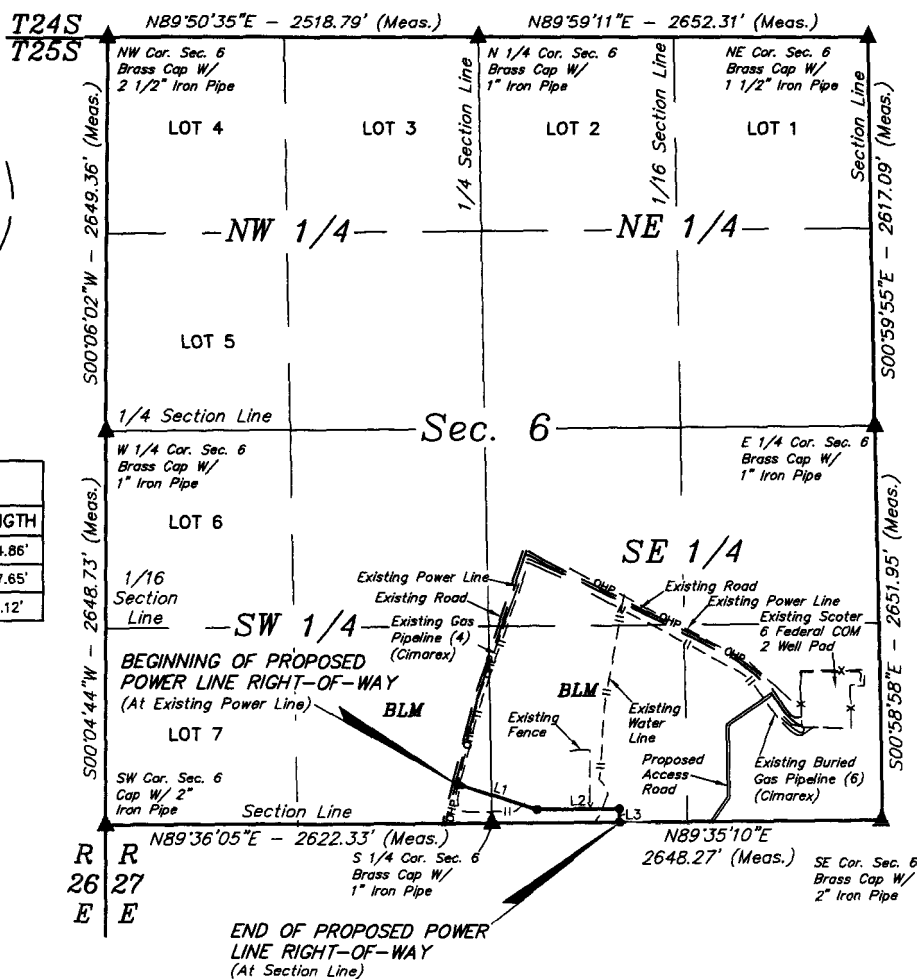 T24S
T25S
N89°50'35"E - 2518.79' (Meas.)
N89°59'11"E - 2652.31' (Meas.)
NW Cor. Sec. 6
Brass Cap W/
2 1/2" Iron Pipe
N 1/4 Cor. Sec. 6
Brass Cap W/
1" Iron Pipe
NE Cor. Sec. 6
Brass Cap W/
1 1/2" Iron Pipe
LOT 4
LOT 3
LOT 2
LOT 1
1/4 Section Line
1/16 Section Line
Section Line
S00°06'02"W - 2649.36' (Meas.)
S00°59'55"E - 2617.09' (Meas.)
NW 1/4
NE 1/4
LOT 5
1/4 Section Line
Sec. 6
W 1/4 Cor. Sec. 6
Brass Cap W/
1" Iron Pipe
E 1/4 Cor. Sec. 6
Brass Cap W/
1" Iron Pipe
NGTH
.86'
.65'
.12'
LOT 6
SE 1/4
1/16
Section
Line
SW 1/4
S00°04'44"W - 2648.73' (Meas.)
S00°58'58"E - 2651.95' (Meas.)
Existing Power Line
Existing Road
Existing Gas
Pipeline (4)
(Cimarex)
OHP
OHP
OHP
OHP
OHP
OHP
Existing Road
Existing Power Line
Existing Scoter
6 Federal COM
2 Well Pad
BEGINNING OF PROPOSED
POWER LINE RIGHT-OF-WAY
(At Existing Power Line)
BLM
BLM
Existing
Fence
Existing
Water
Line
LOT 7
Proposed
Access
Road
Existing Buried
Gas Pipeline (6)
(Cimarex)
SW Cor. Sec. 6
Cap W/ 2"
Iron Pipe
Section Line
OHP
L1
L2
L3
N89°36'05"E - 2622.33' (Meas.)
N89°35'10"E
2648.27' (Meas.)
S 1/4 Cor. Sec. 6
Brass Cap W/
1" Iron Pipe
SE Cor. Sec. 6
Brass Cap W/
2" Iron Pipe
R R
26 27
E E
END OF PROPOSED POWER
LINE RIGHT-OF-WAY
(At Section Line)